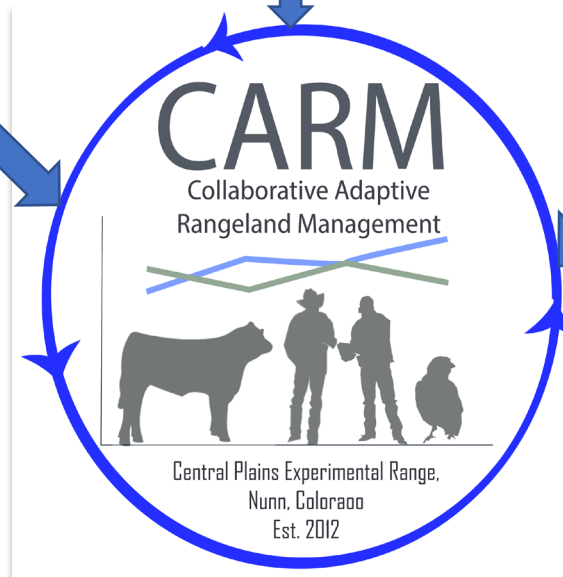 CARM
Collaborative Adaptive
Rangeland Management
Central Plains Experimental Range,
Nunn, Coloraoo
Est. 2012